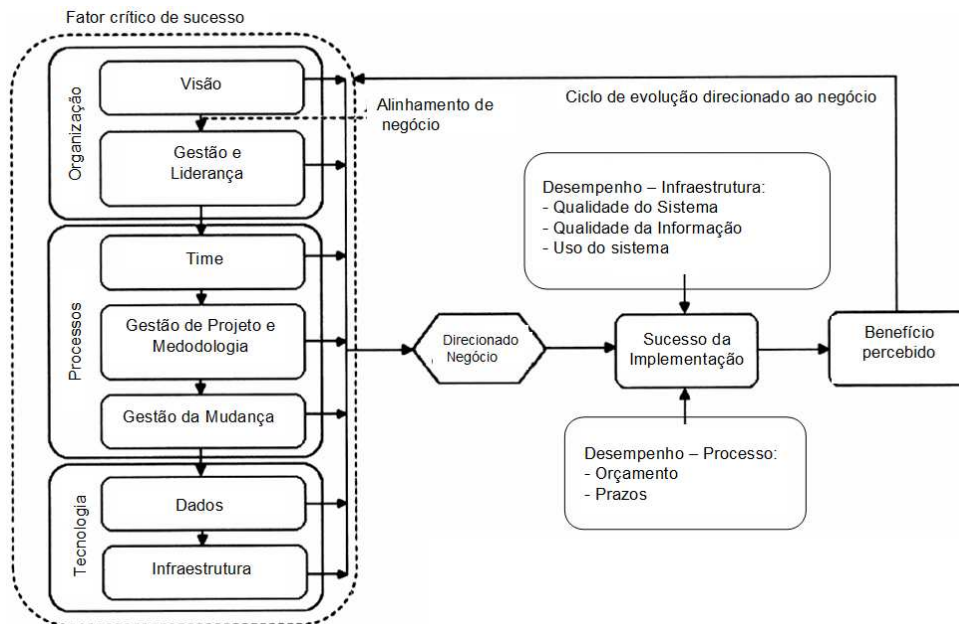 Fator crítico de sucesso
Organização
Visão
Gestão e
Liderança
Alinhamento de
negócio
Ciclo de evolução direcionado ao negócio
Processos
Time
Gestão de Projeto e
Medodologia
Gestão da Mudança
Tecnologia
Dados
Infraestrutura
Direcionado
Negócio
Desempenho – Infraestrutura:
- Qualidade do Sistema
- Qualidade da Informação
- Uso do sistema
Sucesso da
Implementação
Desempenho – Processo:
- Orçamento
- Prazos
Benefício
percebido